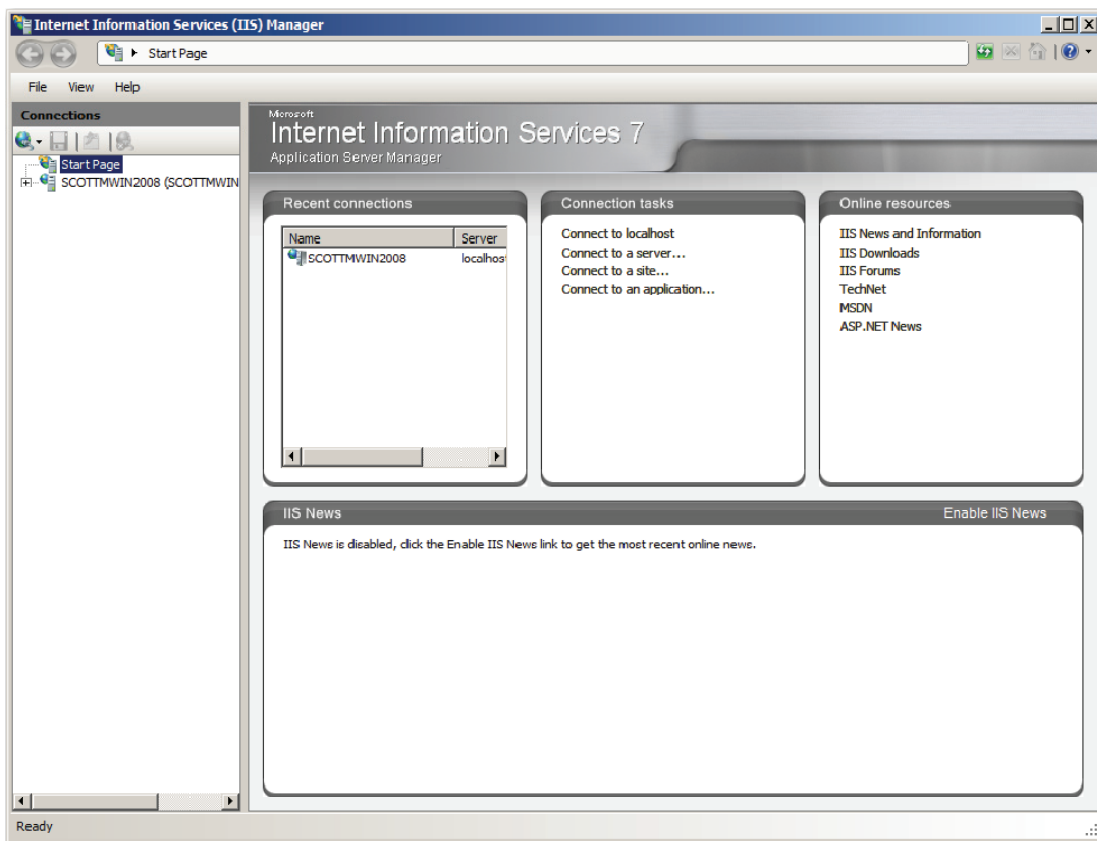 Internet Information Services (IIS) Manager
Start Page
File View Help
Connections
Start Page
SCOTTMWIN2008 (SCOTTMWIN
Microsoft
Internet Information Services 7
Application Server Manager
Recent connections
Name Server
SCOTTMWIN2008 localhos
Connection tasks
Connect to localhost
Connect to a server...
Connect to a site...
Connect to an application...
Online resources
IIS News and Information
IIS Downloads
IIS Forums
TechNet
MSDN
ASP.NET News
IIS News Enable IIS News
IIS News is disabled, click the Enable IIS News link to get the most recent online news.
Ready